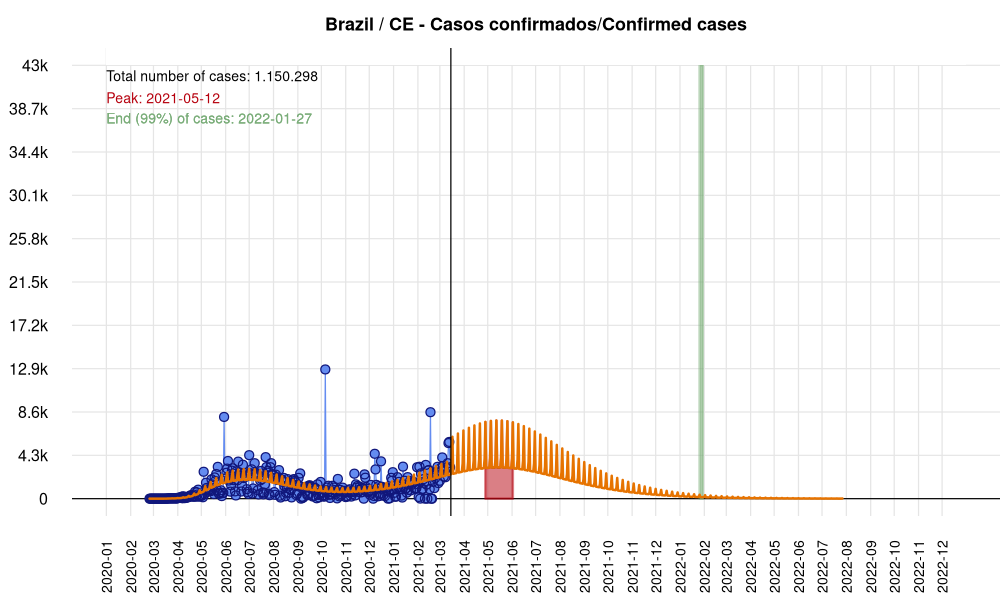 Brazil / CE - Casos confirmados/Confirmed cases
Total number of cases: 1.150.298
Peak: 2021-05-12
End (99%) of cases: 2022-01-27
43k
38.7k
34.4k
30.1k
25.8k
21.5k
17.2k
12.9k
8.6k
4.3k
0
2020-01
2020-02
2020-03
2020-04
2020-05
2020-06
2020-07
2020-08
2020-09
2020-10
2020-11
2020-12
2021-01
2021-02
2021-03
2021-04
2021-05
2021-06
2021-07
2021-08
2021-09
2021-10
2021-11
2021-12
2022-01
2022-02
2022-03
2022-04
2022-05
2022-06
2022-07
2022-08
2022-09
2022-10
2022-11
2022-12